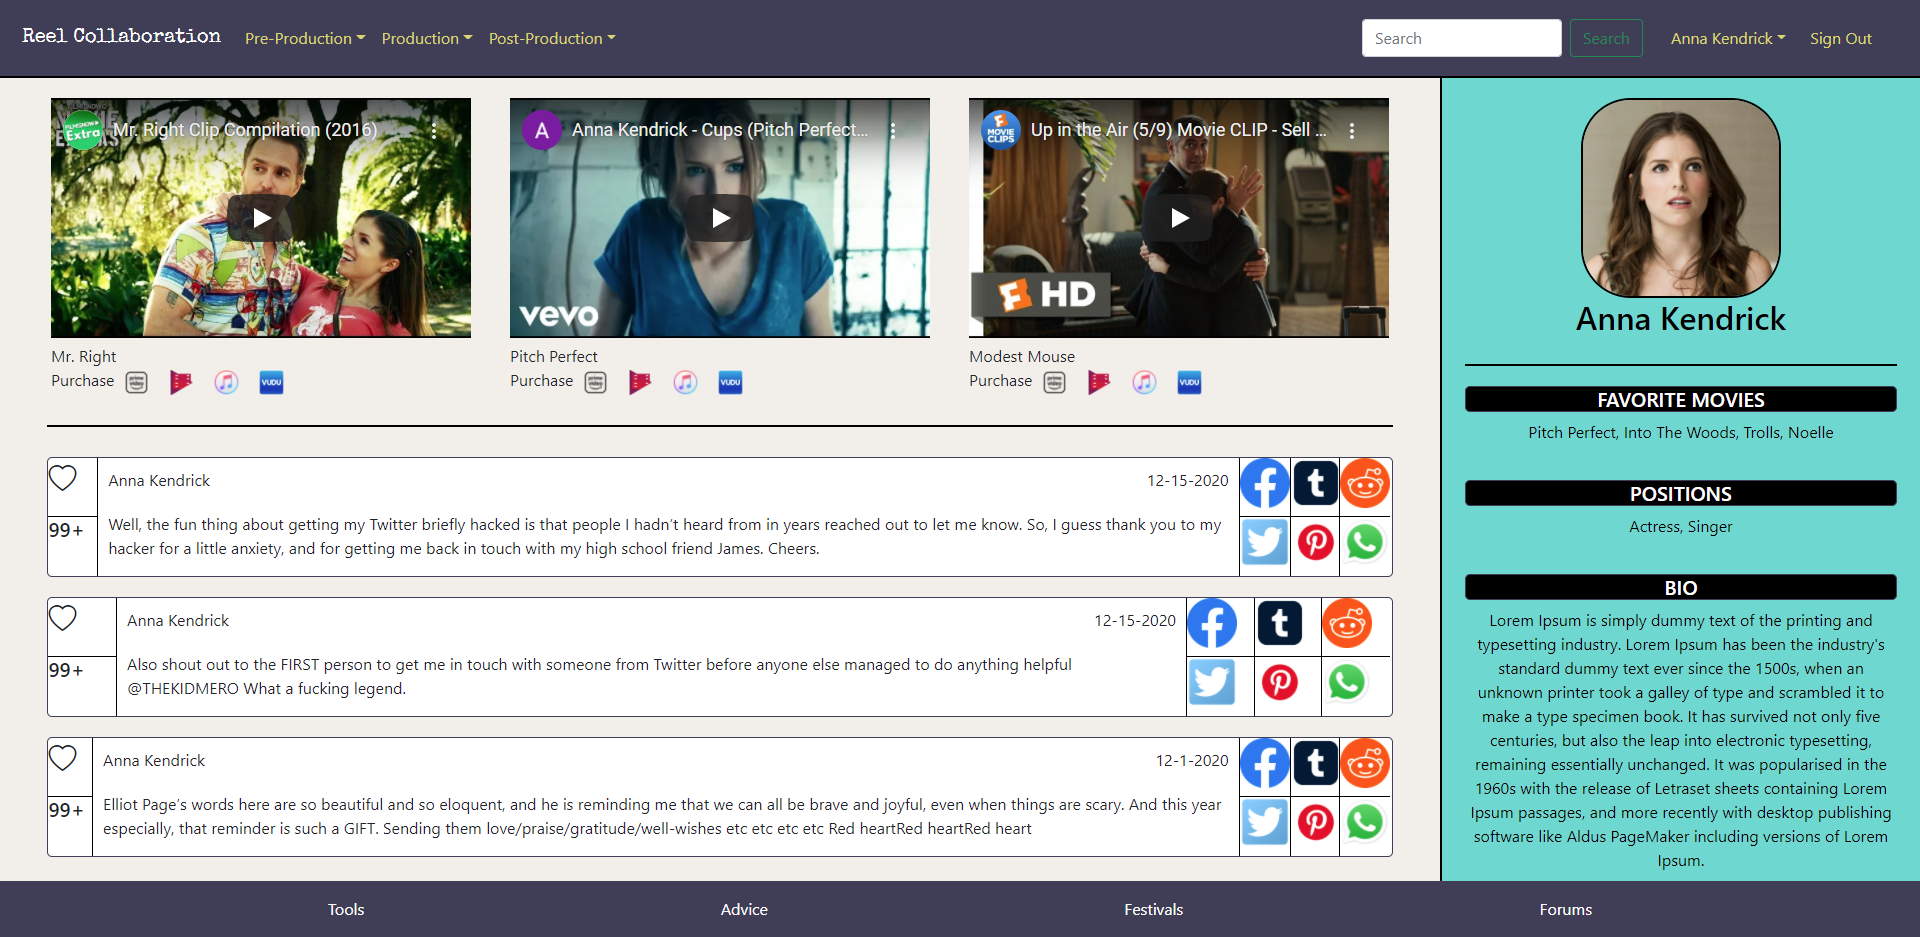 Reel Collaboration Pre-Production Production Post-Production Search Search Anna Kendrick Sign Out
Extra Mr. Right Clip Compilation (2016)
A Anna Kendrick - Cups (Pitch Perfect...
MOVIE CLIPS Up in the Air (5/9) Movie CLIP - Sell ...
vevo
HD
Mr. Right
Purchase prime video VUDU
Pitch Perfect
Purchase prime video VUDU
Modest Mouse
Purchase prime video VUDU
Anna Kendrick 12-15-2020
99+
Well, the fun thing about getting my Twitter briefly hacked is that people I hadn't heard from in years reached out to let me know. So, I guess thank you to my
hacker for a little anxiety, and for getting me back in touch with my high school friend James. Cheers.
Anna Kendrick 12-15-2020
99+
Also shout out to the FIRST person to get me in touch with someone from Twitter before anyone else managed to do anything helpful
@THEKIDMERO What a fucking legend.
Anna Kendrick 12-1-2020
99+
Elliot Page's words here are so beautiful and so eloquent, and he is reminding me that we can all be brave and joyful, even when things are scary. And this year
especially, that reminder is such a GIFT. Sending them love/praise/gratitude/well-wishes etc etc etc etc Red heartRed heartRed heart
Anna Kendrick
FAVORITE MOVIES
Pitch Perfect, Into The Woods, Trolls, Noelle
POSITIONS
Actress, Singer
BIO
Lorem Ipsum is simply dummy text of the printing and
typesetting industry. Lorem Ipsum has been the industry's
standard dummy text ever since the 1500s, when an
unknown printer took a galley of type and scrambled it to
make a type specimen book. It has survived not only five
centuries, but also the leap into electronic typesetting,
remaining essentially unchanged. It was popularised in the
1960s with the release of Letraset sheets containing Lorem
Ipsum passages, and more recently with desktop publishing
software like Aldus PageMaker including versions of Lorem
Ipsum.
Tools Advice Festivals Forums